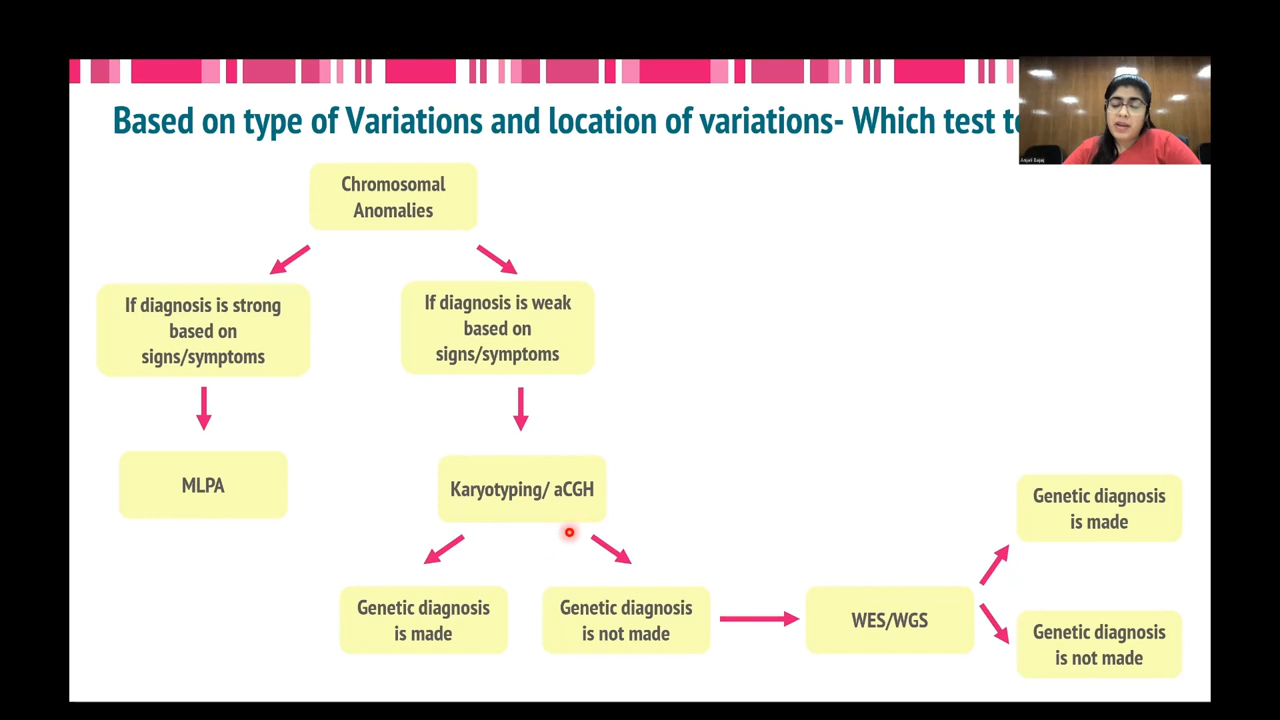 Based on type of Variations and location of variations- Which test
Chromosomal
Anomalies
If diagnosis is strong
based on
signs/symptoms
If diagnosis is weak
based on
signs/symptoms
MLPA
Karyotyping/ aCGH
Genetic diagnosis
is made
Genetic diagnosis
is not made
WES/WGS
Genetic diagnosis
is made
Genetic diagnosis
is not made
Anjali Bajaj